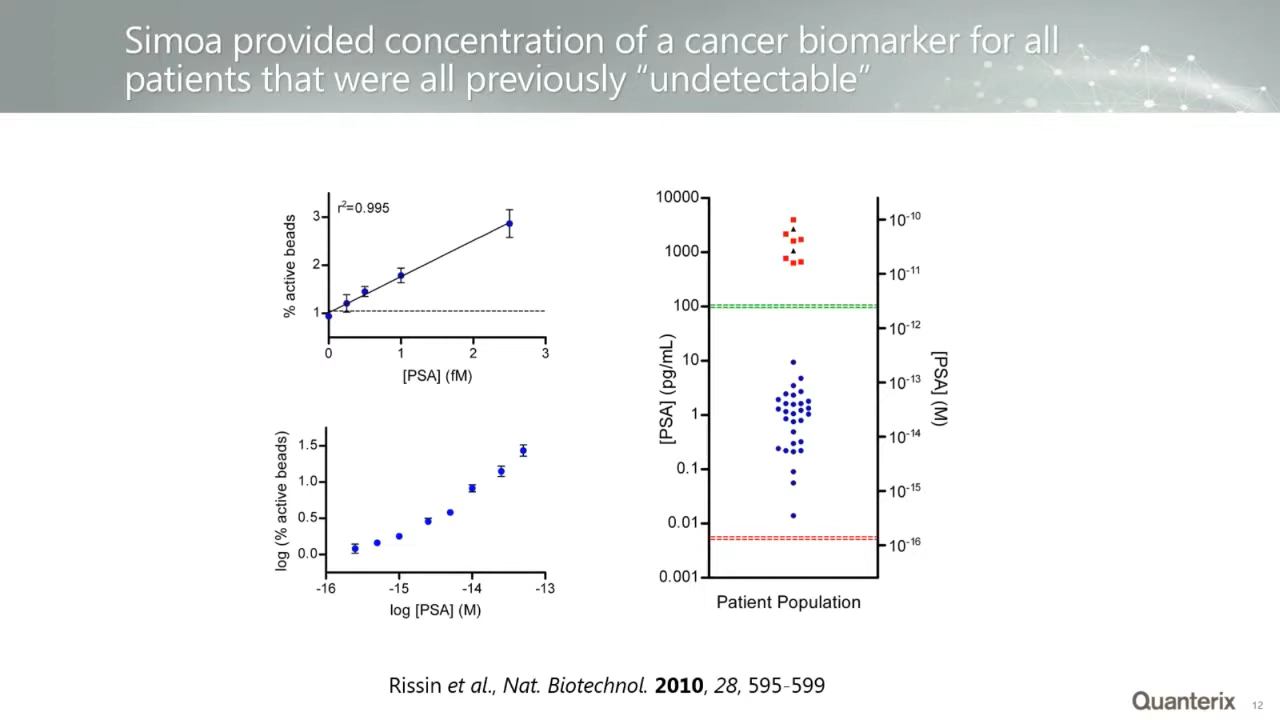 Simoa provided concentration of a cancer biomarker for all
patients that were all previously “undetectable”
r²=0.995
% active beads
3
2
1
0
1
2
3
[PSA] (fM)
log (% active beads)
1.5
1.0
0.5
0.0
-16
-15
-14
-13
log [PSA] (M)
[PSA] (pg/mL)
10000
1000
100
10
1
0.1
0.01
0.001
10⁻¹⁰
10⁻¹¹
10⁻¹²
10⁻¹³
10⁻¹⁴
10⁻¹⁵
10⁻¹⁶
[PSA] (M)
Patient Population
Rissin et al., Nat. Biotechnol. 2010, 28, 595-599
Quanterix
12